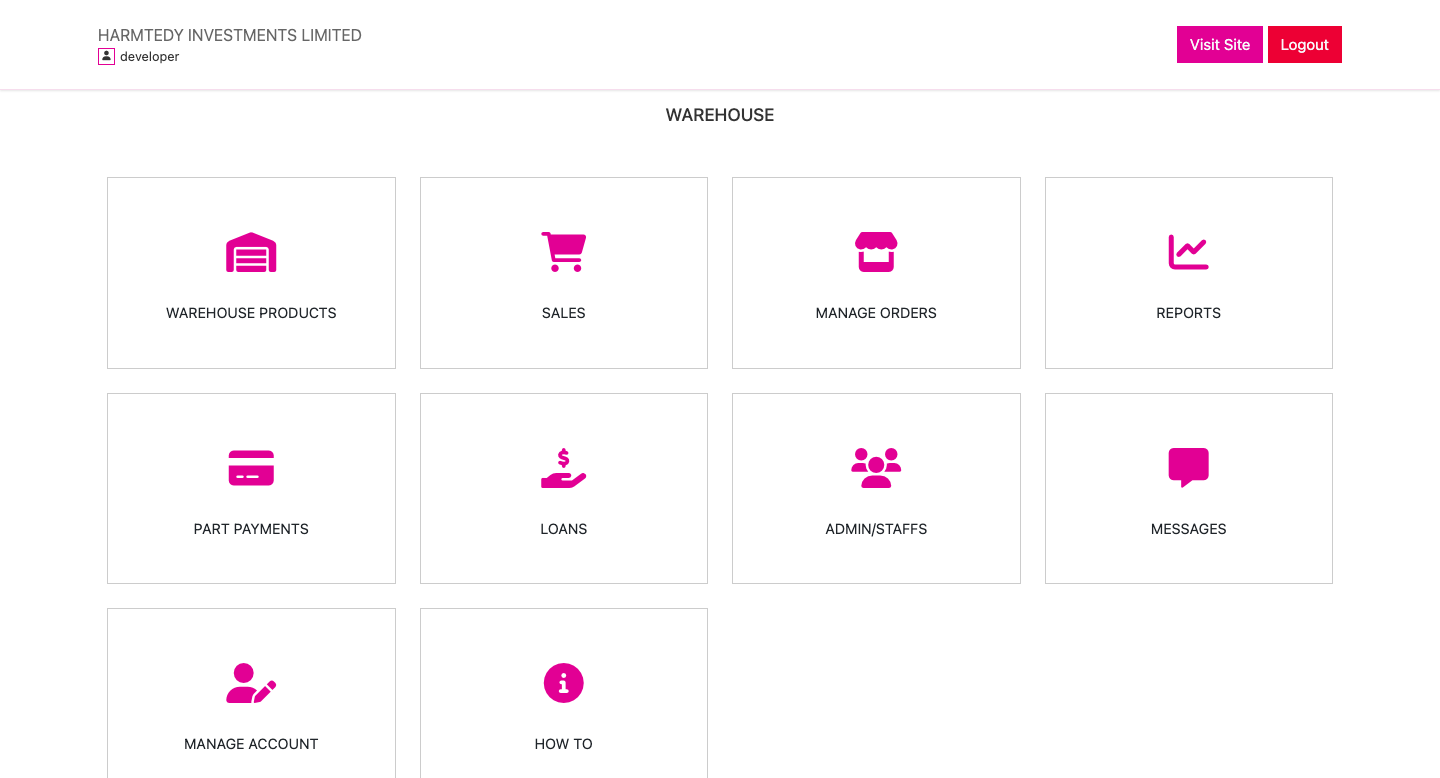 HARMTEDY INVESTMENTS LIMITED
developer
Visit Site
Logout
WAREHOUSE
WAREHOUSE PRODUCTS
SALES
MANAGE ORDERS
REPORTS
PART PAYMENTS
$
LOANS
ADMIN/STAFFS
MESSAGES
MANAGE ACCOUNT
HOW TO